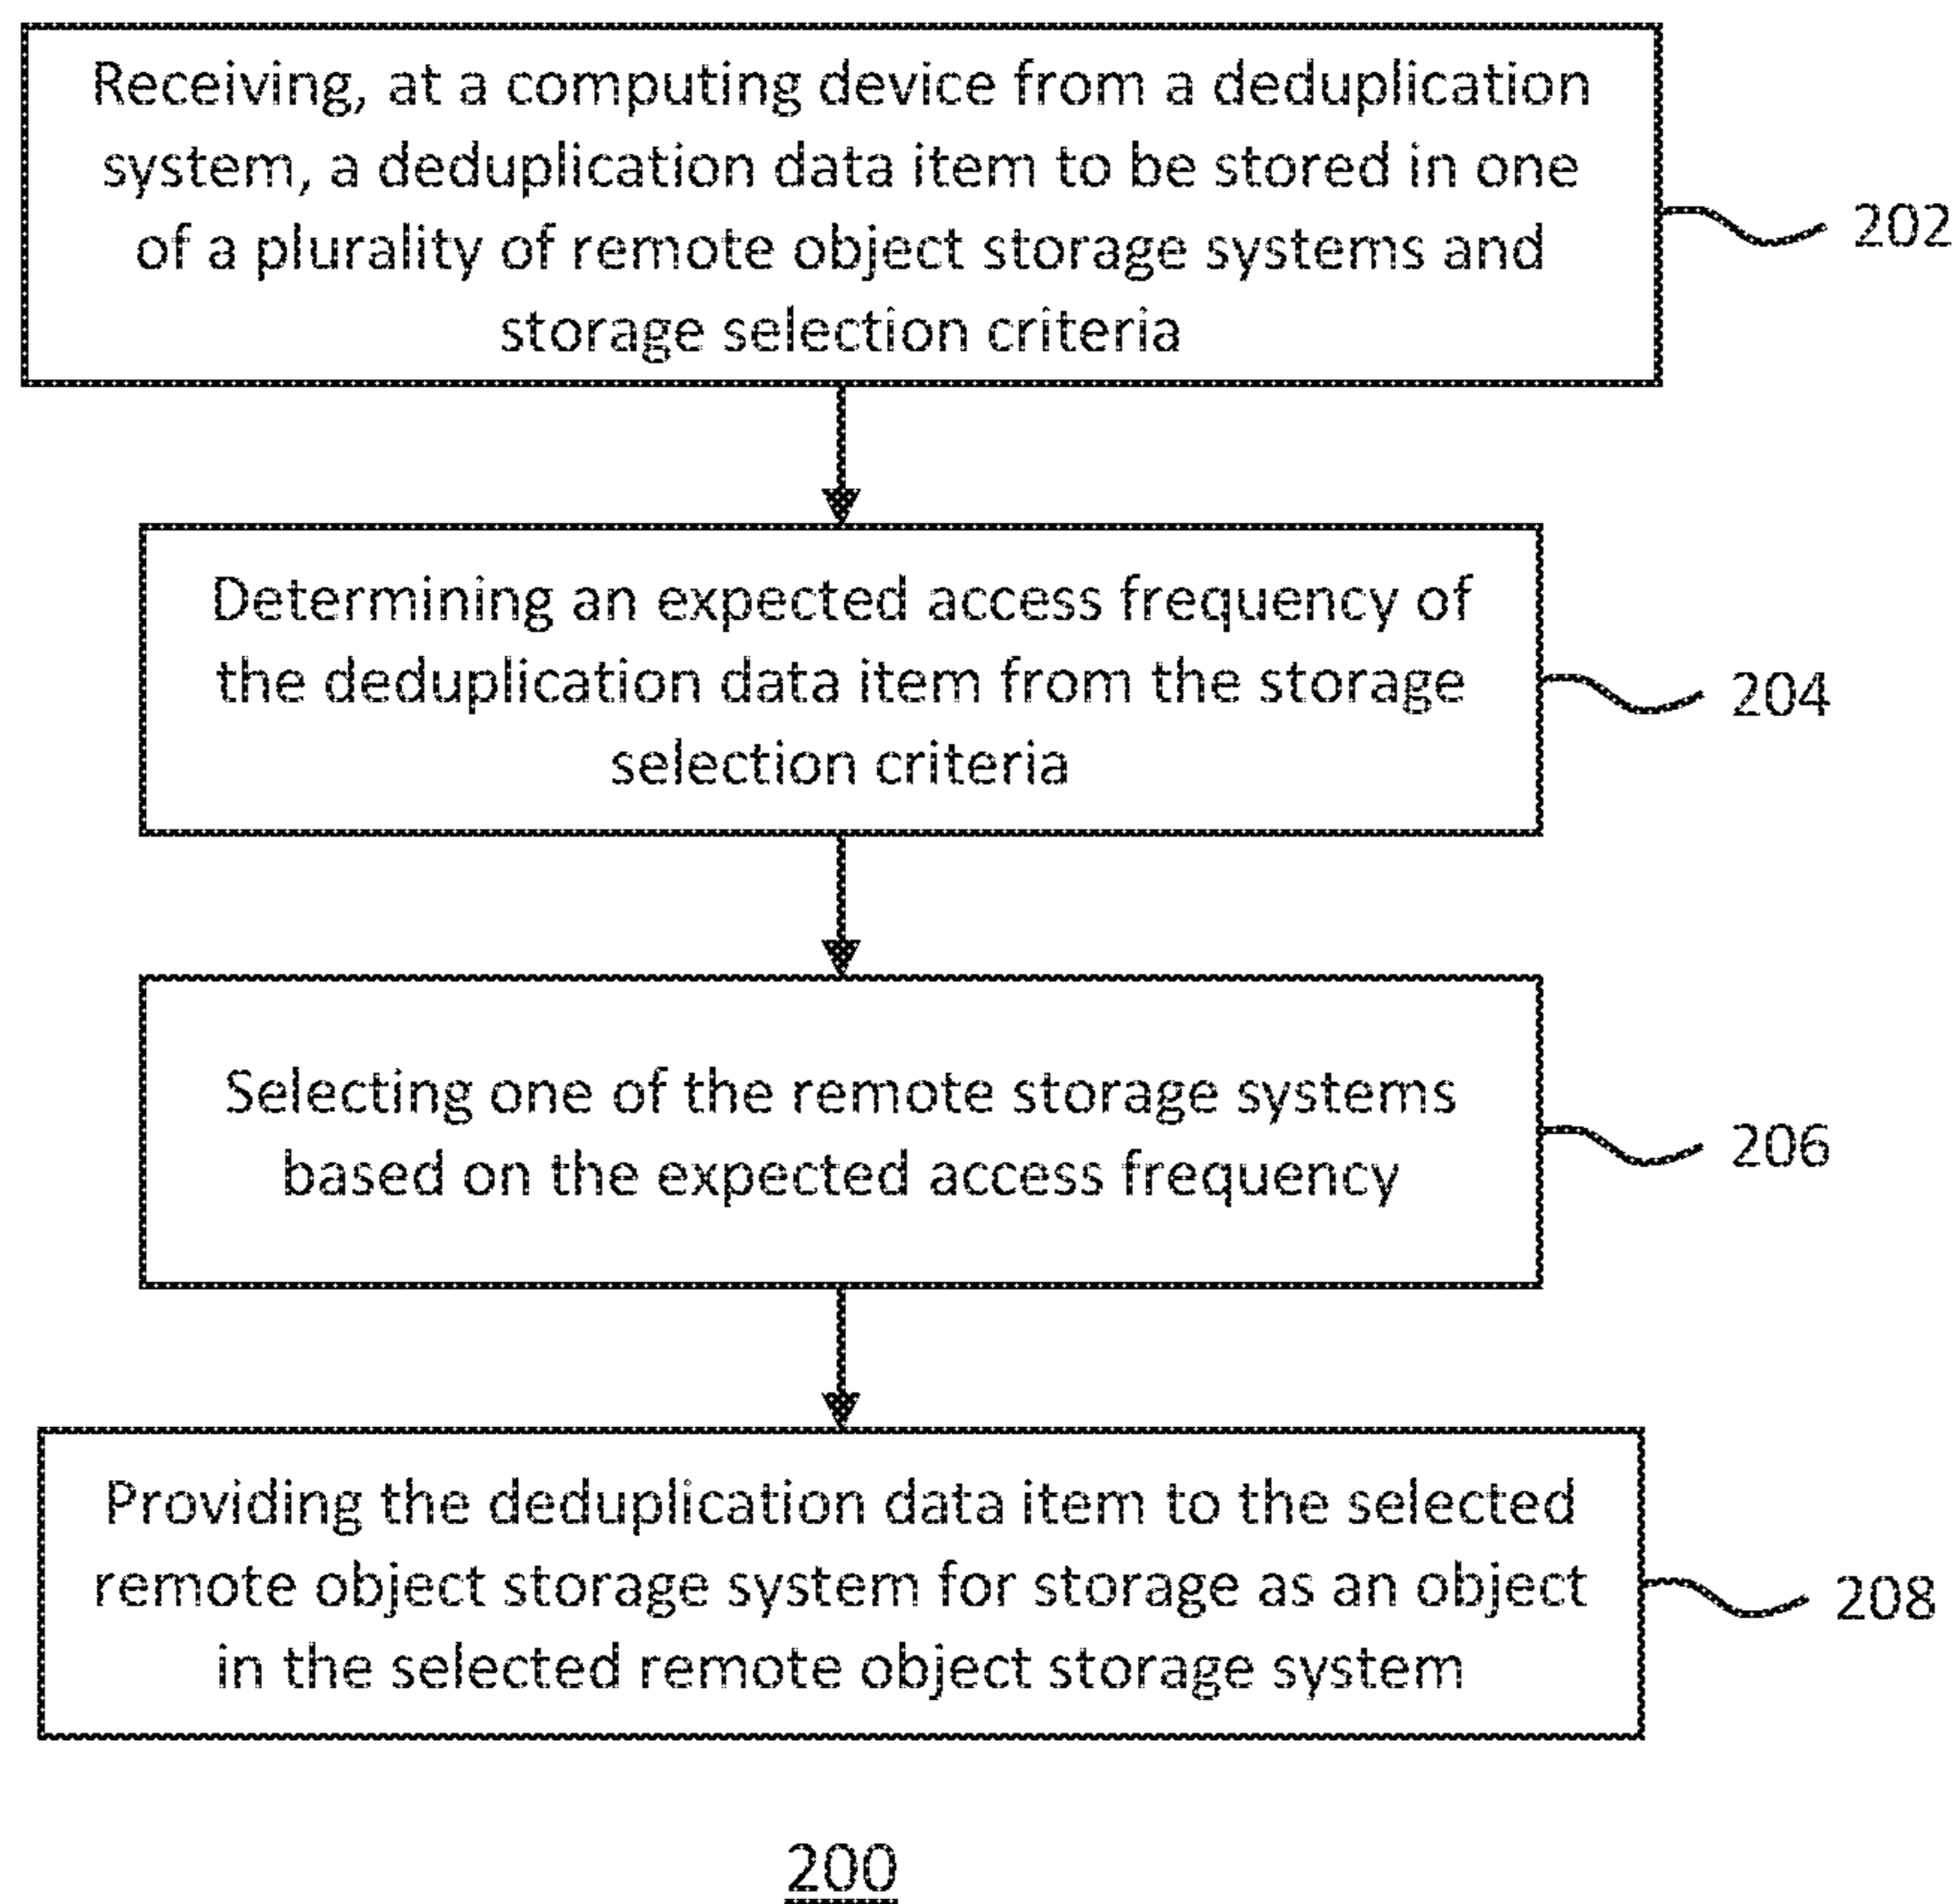 Receiving, at a computing device from a deduplication
system, a deduplication data item to be stored in one
of a plurality of remote object storage systems and
storage selection criteria
202
Determining an expected access frequency of
the deduplication data item from the storage
selection criteria
204
Selecting one of the remote storage systems
based on the expected access frequency
206
Providing the deduplication data item to the selected
remote object storage system for storage as an object
in the selected remote object storage system
208
200